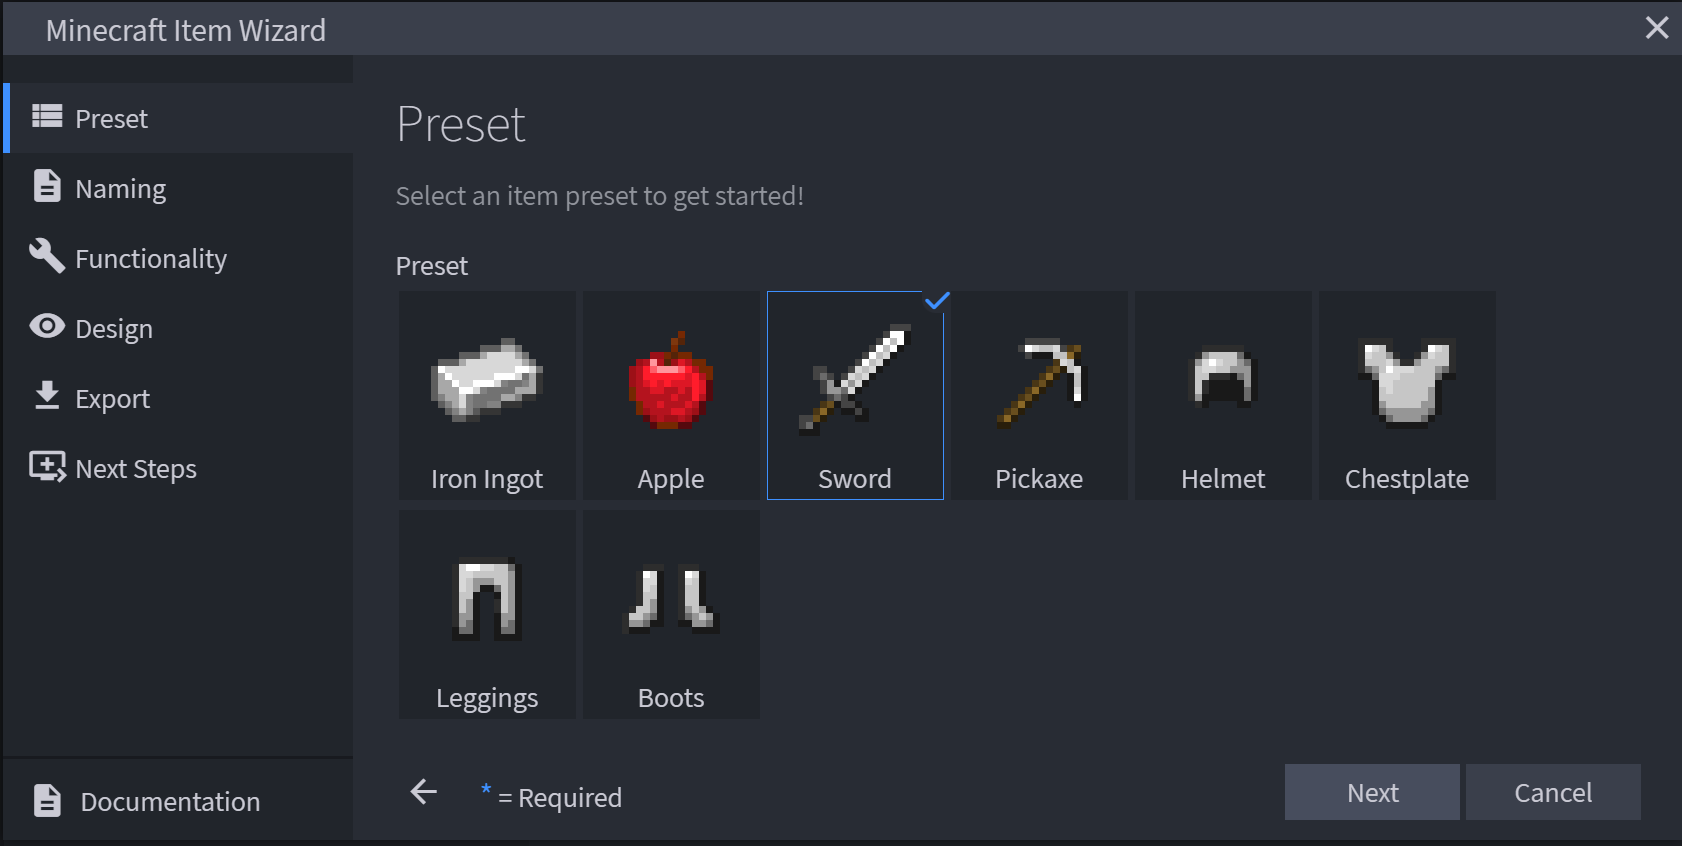 Minecraft Item Wizard
Preset
Naming
Functionality
Design
Export
Next Steps
Documentation
Preset
Select an item preset to get started!
Preset
Iron Ingot
Apple
Sword
Pickaxe
Helmet
Chestplate
Leggings
Boots
* = Required
Next
Cancel